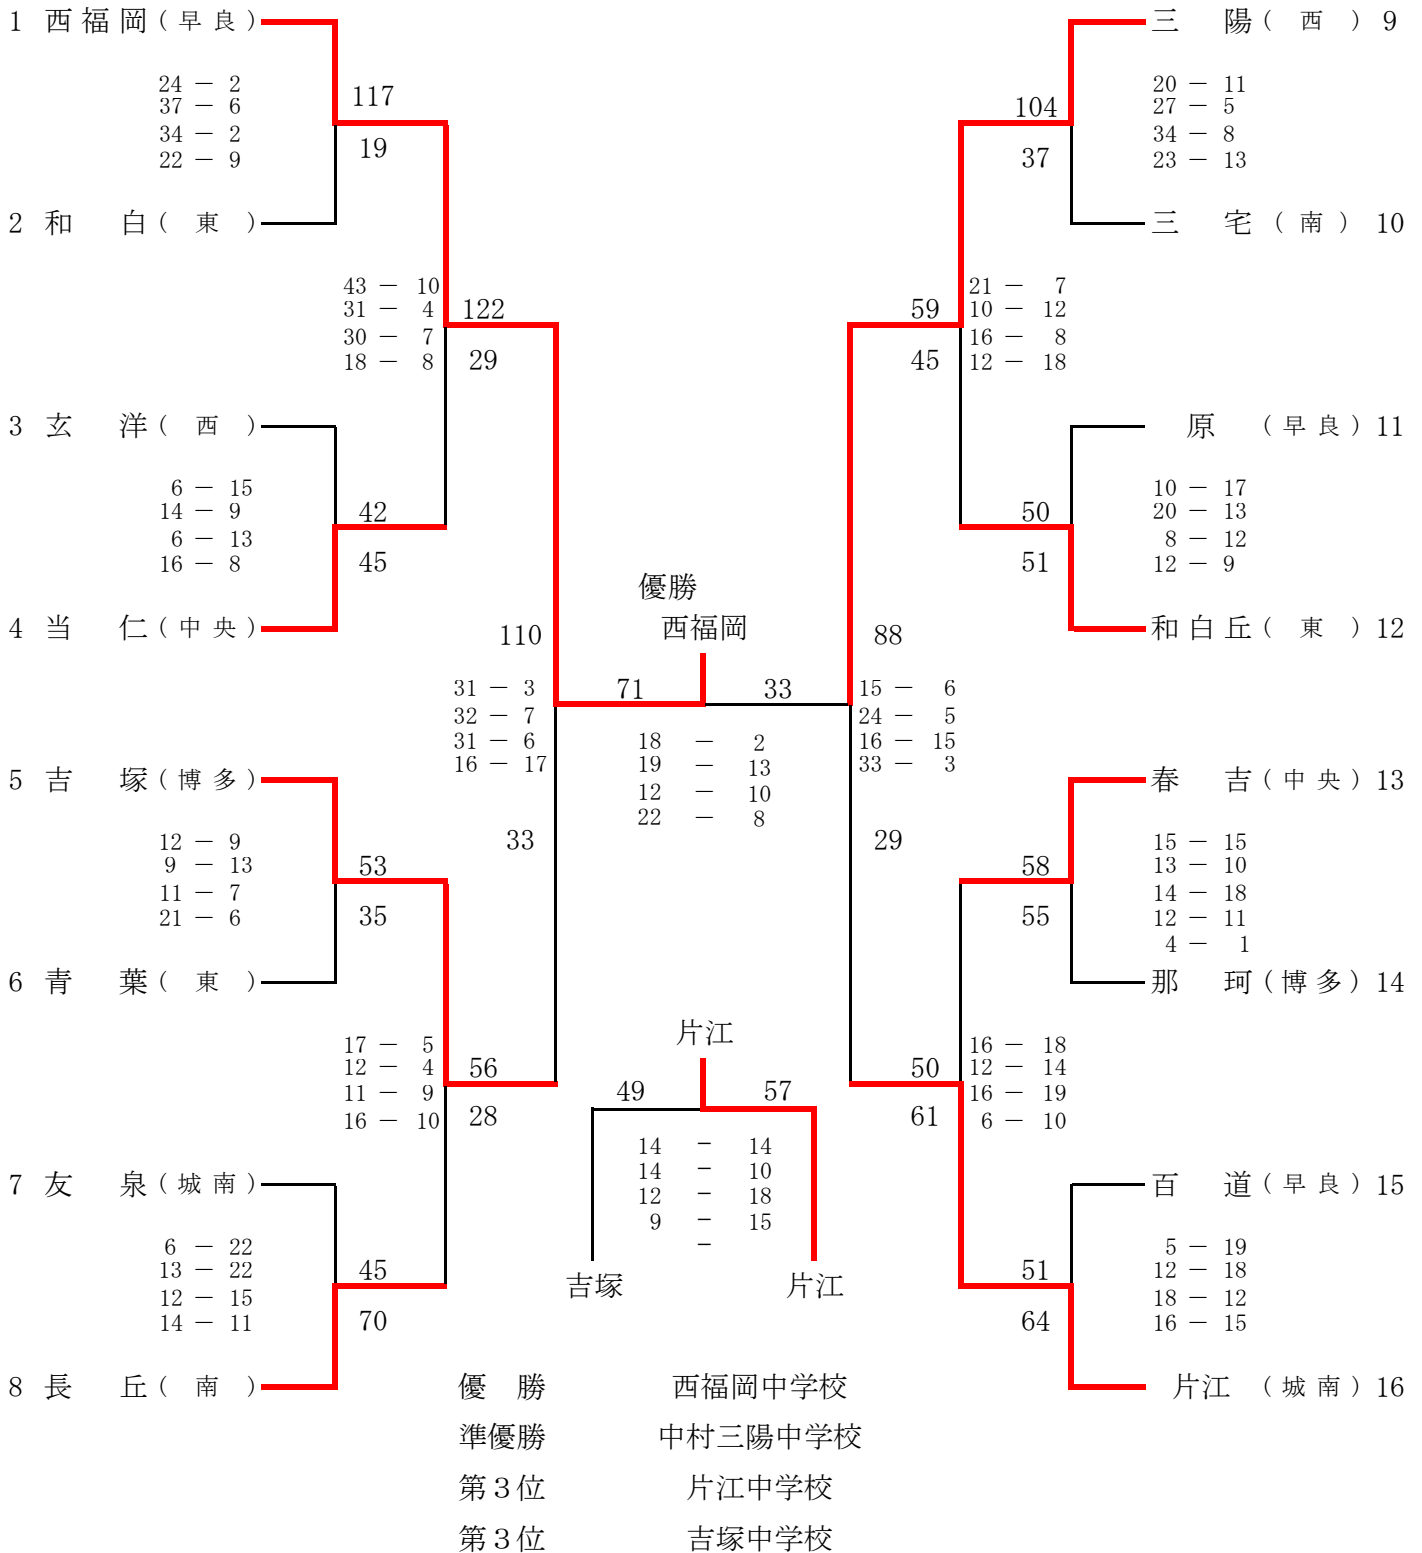 1 西福岡（早良）
24 － 2
37 － 6
34 － 2
22 － 9
117
19
2 和 白（ 東 ）
43 － 10
31 － 4
30 － 7
18 － 8
122
29
3 玄 洋（ 西 ）
6 － 15
14 － 9
6 － 13
16 － 8
42
45
4 当 仁（中央）
110
31 － 3
32 － 7
31 － 6
16 － 17
33
5 吉 塚（博多）
12 － 9
9 － 13
11 － 7
21 － 6
53
35
6 青 葉（ 東 ）
17 － 5
12 － 4
11 － 9
16 － 10
56
28
7 友 泉（城南）
6 － 22
13 － 22
12 － 15
14 － 11
45
70
8 長 丘（ 南 ）
優勝
西福岡
71 33
18 － 2
19 － 13
12 － 10
22 － 8
片江
49 57
14 － 14
14 － 10
12 － 18
9 － 15
－
吉塚 片江
三 陽（ 西 ）9
20 － 11
27 － 5
34 － 8
23 － 13
104
37
三 宅（南）10
21 － 7
10 － 12
16 － 8
12 － 18
59
45
原 （早良）11
10 － 17
20 － 13
8 － 12
12 － 9
50
51
和白丘（ 東 ）12
88
15 － 6
24 － 5
16 － 15
33 － 3
29
春 吉（中央）13
15 － 15
13 － 10
14 － 18
12 － 11
4 － 1
58
55
那 珂（博多）14
16 － 18
12 － 14
16 － 19
6 － 10
50
61
百 道（早良）15
5 － 19
12 － 18
18 － 12
16 － 15
51
64
片江 （城南）16
優 勝 西福岡中学校
準優勝 中村三陽中学校
第３位 片江中学校
第３位 吉塚中学校